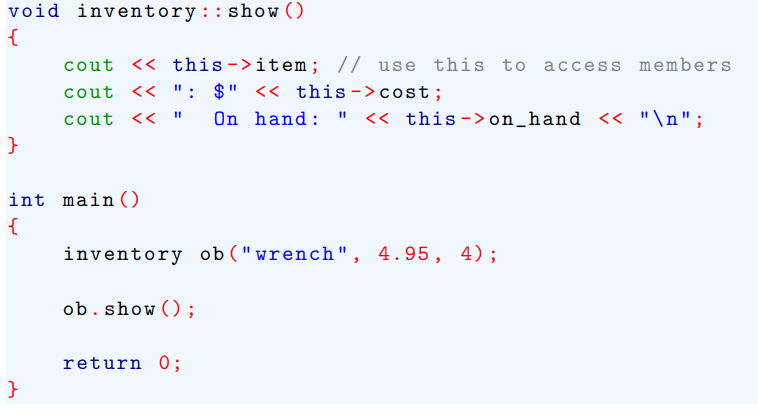 void inventory::show()
{
    cout << this->item; // use this to access members
    cout << ": $" << this->cost;
    cout << "  On hand: " << this->on_hand << "\n";
}

int main()
{
    inventory ob("wrench", 4.95, 4);

    ob.show();

    return 0;
}